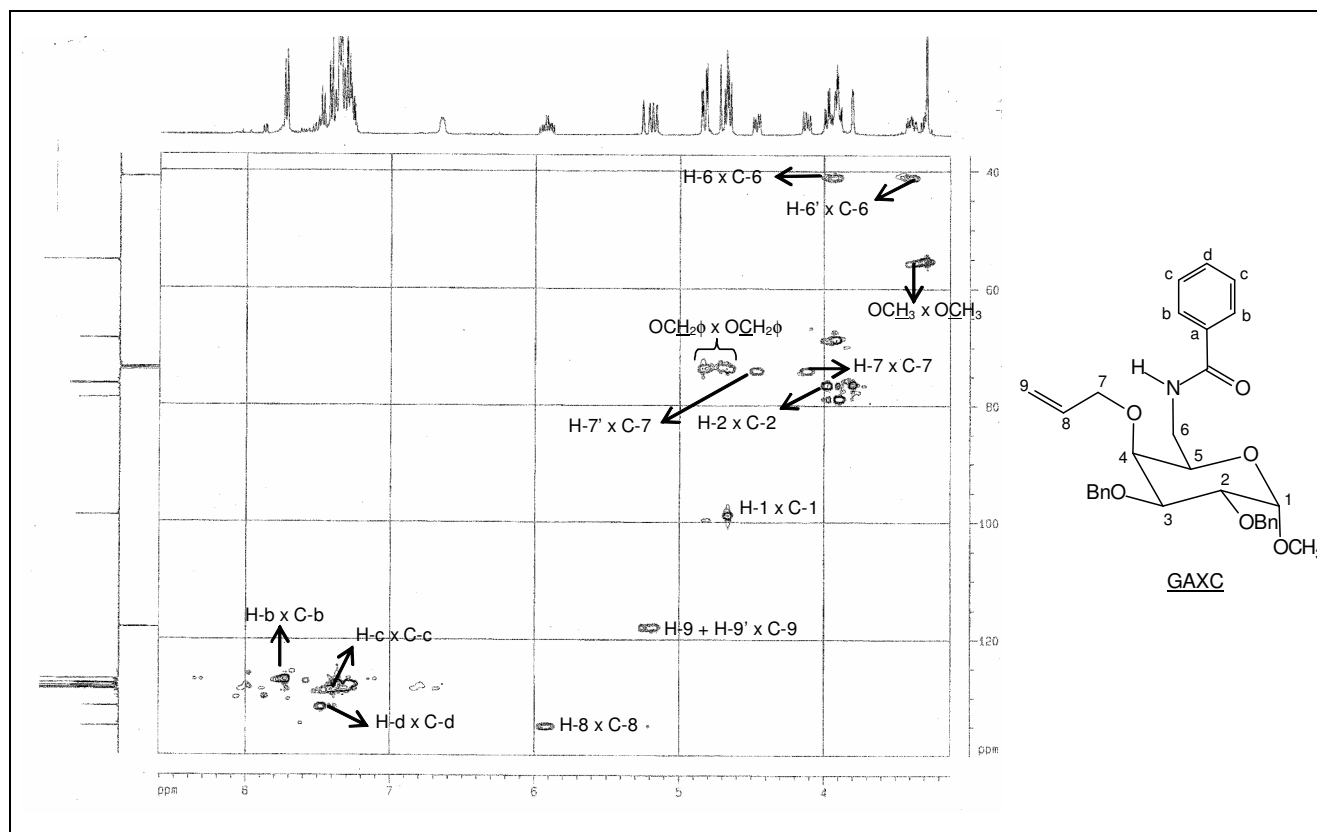 H-6 x C-6
40
H-6' x C-6
60
OCH₃ x OCH₃
OCH₂ϕ x OCH₂ϕ
H-7 x C-7
80
H-7' x C-7
H-2 x C-2
H-1 x C-1
100
H-b x C-b
H-c x C-c
H-9 + H-9' x C-9
120
H-d x C-d
H-8 x C-8
ppm
ppm 8 7 6 5 4
d
c c
b b
a
H
N O
9 7
8 O 6
4 5 O
BnO 2 1
3 OBn
OCH₃
GAXC